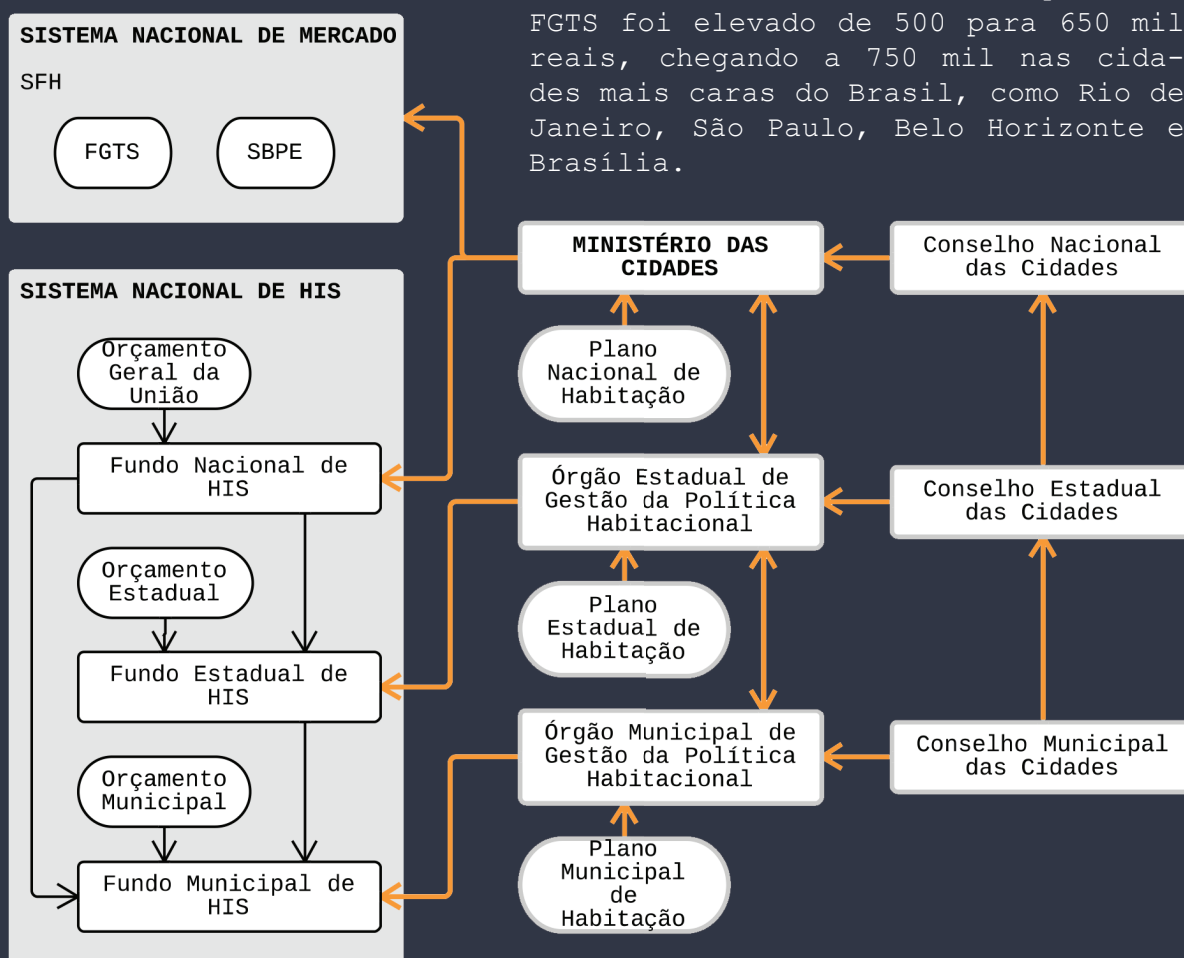 FGTS foi elevado de 500 para 650 mil
reais, chegando a 750 mil nas cida-
des mais caras do Brasil, como Rio de
Janeiro, São Paulo, Belo Horizonte e
Brasília.
SISTEMA NACIONAL DE MERCADO
SFH
FGTS
SBPE
SISTEMA NACIONAL DE HIS
Orçamento
Geral da
União
Fundo Nacional de
HIS
Orçamento
Estadual
Fundo Estadual de
HIS
Orçamento
Municipal
Fundo Municipal de
HIS
MINISTÉRIO DAS
CIDADES
Plano
Nacional de
Habitação
Órgão Estadual de
Gestão da Política
Habitacional
Plano
Estadual de
Habitação
Órgão Municipal de
Gestão da Política
Habitacional
Plano
Municipal
de
Habitação
Conselho Nacional
das Cidades
Conselho Estadual
das Cidades
Conselho Municipal
das Cidades